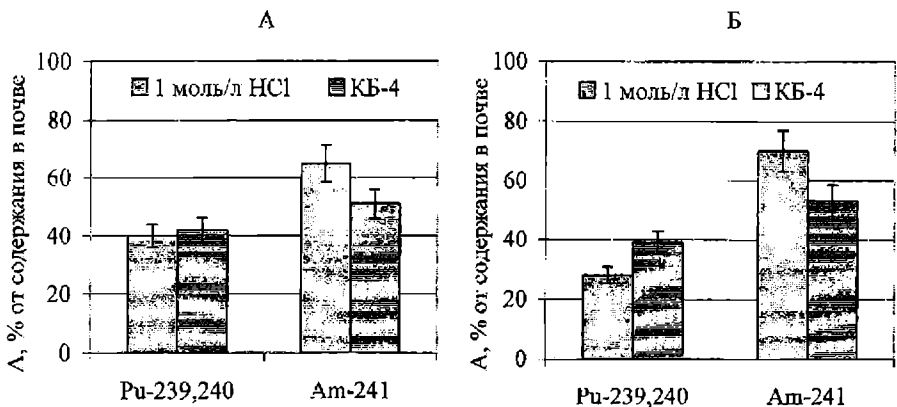 А
А, % от содержания в почве
100
80
60
40
20
0
1 моль/л HCl КБ-4
Pu-239,240 Am-241
Б
А, % от содержания в почве
100
80
60
40
20
0
1 моль/л HCl КБ-4
Pu-239,240 Am-241